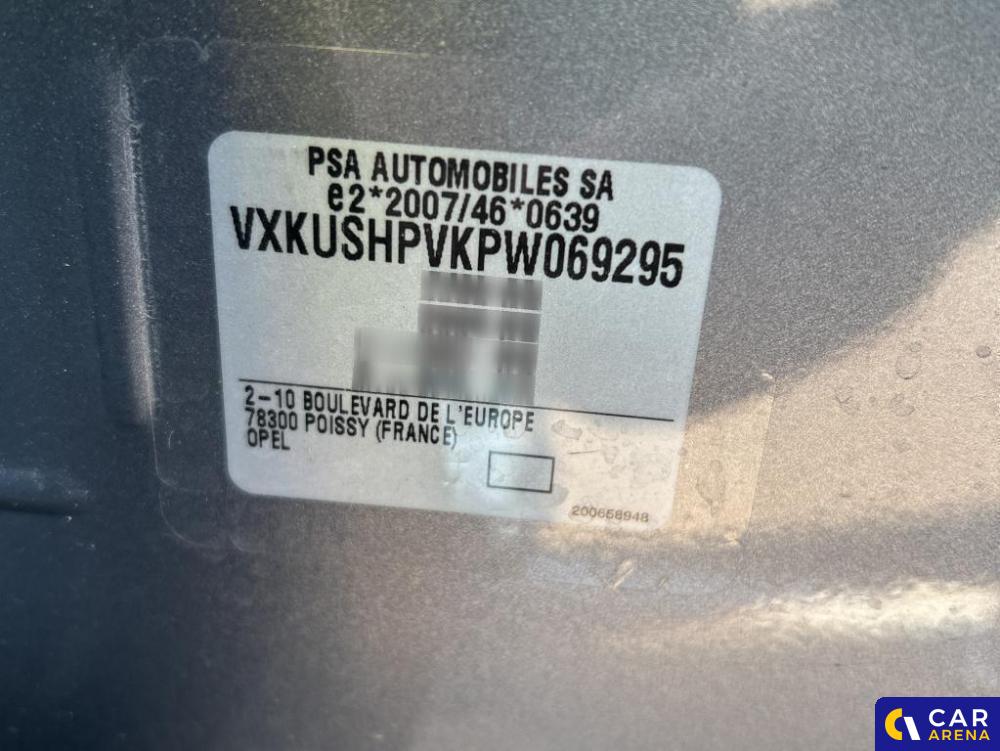 PSA AUTOMOBILES SA
e2*2007/46*0639
VXKUSHPVKPW069295
2-10 BOULEVARD DE L'EUROPE
78300 POISSY (FRANCE)
OPEL
200658948
CAR
ARENA